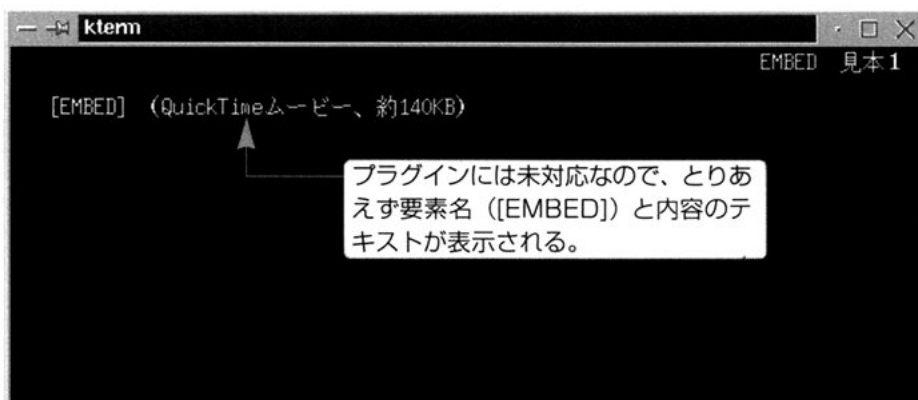 kterm
EMBED 見本1
[EMBED] (QuickTimeムービー、約140KB)
プラグインには未対応なので、とりあ
えず要素名（[EMBED]）と内容のテ
キストが表示される。